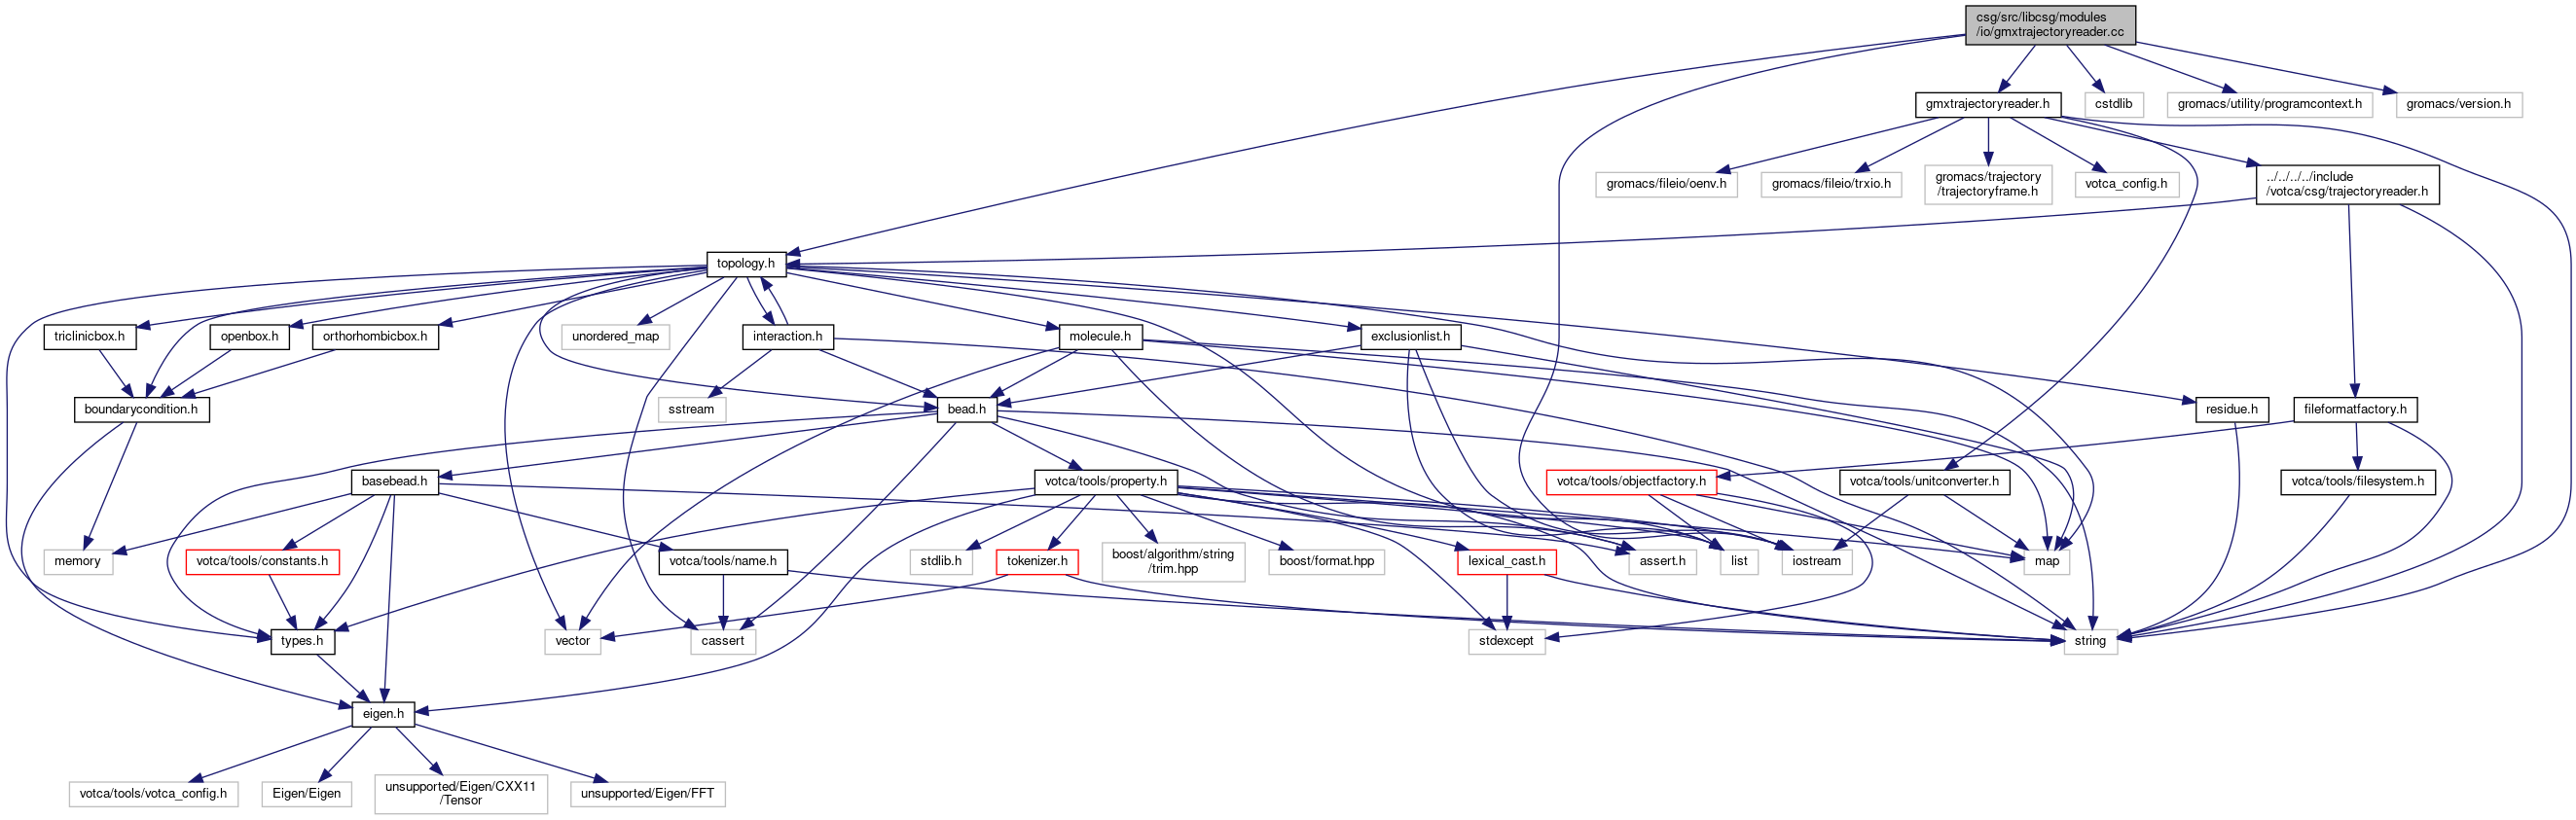 csg/src/libcsg/modules
/io/gmxtrajectoryreader.cc
gmxtrajectoryreader.h
cstdlib
gromacs/utility/programcontext.h
gromacs/version.h
gromacs/fileio/oenv.h
gromacs/fileio/trxio.h
gromacs/trajectory
/trajectoryframe.h
votca_config.h
../../../../include
/votca/csg/trajectoryreader.h
topology.h
triclinicbox.h
openbox.h
orthorhombicbox.h
unordered_map
interaction.h
molecule.h
exclusionlist.h
boundarycondition.h
sstream
bead.h
residue.h
fileformatfactory.h
basebead.h
votca/tools/property.h
votca/tools/objectfactory.h
votca/tools/unitconverter.h
votca/tools/filesystem.h
memory
votca/tools/constants.h
votca/tools/name.h
stdlib.h
tokenizer.h
boost/algorithm/string
/trim.hpp
boost/format.hpp
lexical_cast.h
assert.h
list
iostream
map
types.h
vector
cassert
stdexcept
string
eigen.h
votca/tools/votca_config.h
Eigen/Eigen
unsupported/Eigen/CXX11
/Tensor
unsupported/Eigen/FFT